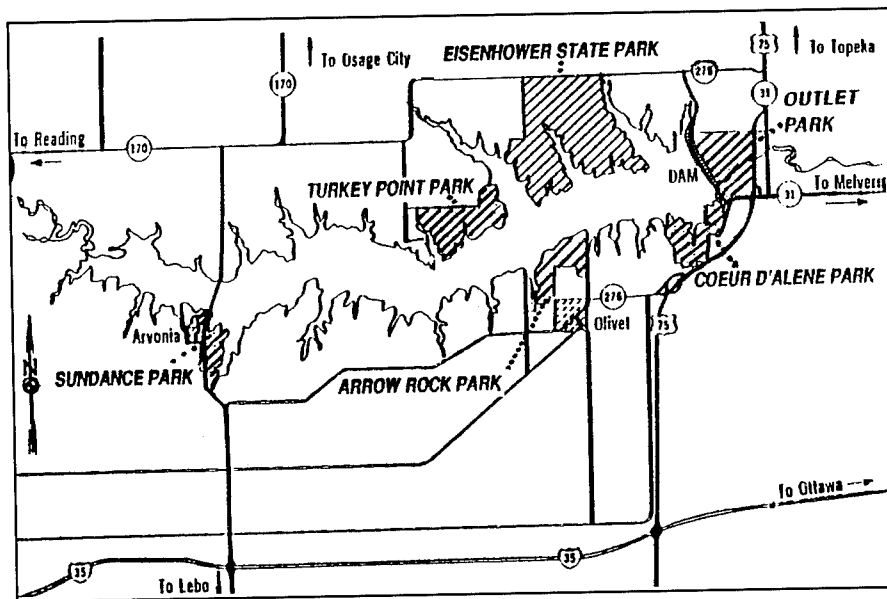 EISENHOWER STATE PARK
75
To Topeka
To Osage City
170
276
31
OUTLET
PARK
To Reading
170
DAM
To Melvern
31
TURKEY POINT PARK
COEUR D'ALENE PARK
276
Olivet
75
Arvonia
N
SUNDANCE PARK
ARROW ROCK PARK
To Ottawa
35
35
To Lebo